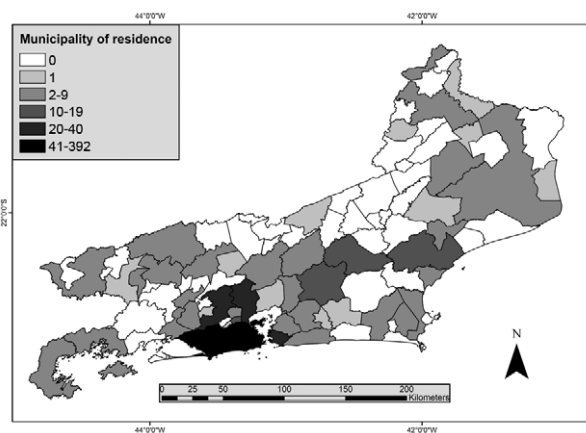 44°0'0"W 42°0'0"W
Municipality of residence
0
1
2-9
10-19
20-40
41-392
22°0'0"S
N
0 25 50 100 150 200
Kilometers
44°0'0"W 42°0'0"W